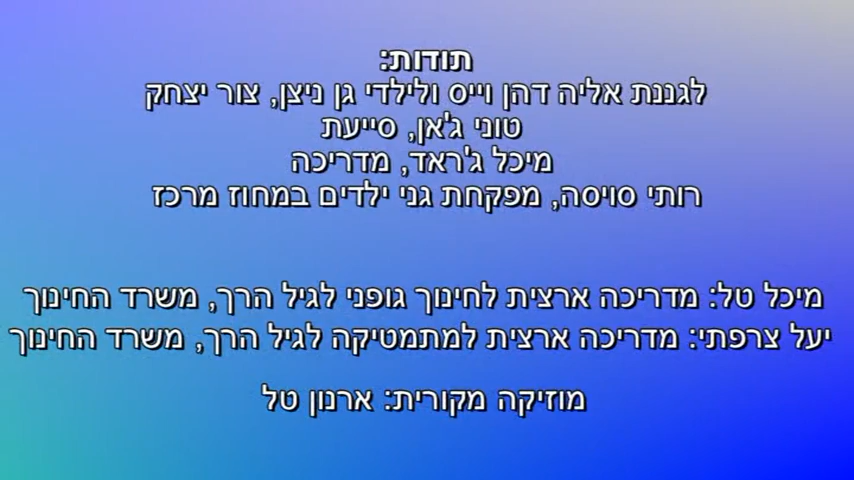 תודות:
לגננת אליה דהן וייס ולילדי גן ניצן, צור יצחק
טוני ג'אן, סייעת
מיכל ג'ראד, מדריכה
רותי סויסה, מפקחת גני ילדים במחוז מרכז
מיכל טל: מדריכה ארצית לחינוך גופני לגיל הרך, משרד החינוך
יעל צרפתי: מדריכה ארצית למתמטיקה לגיל הרך, משרד החינוך
מוזיקה מקורית: ארנון טל